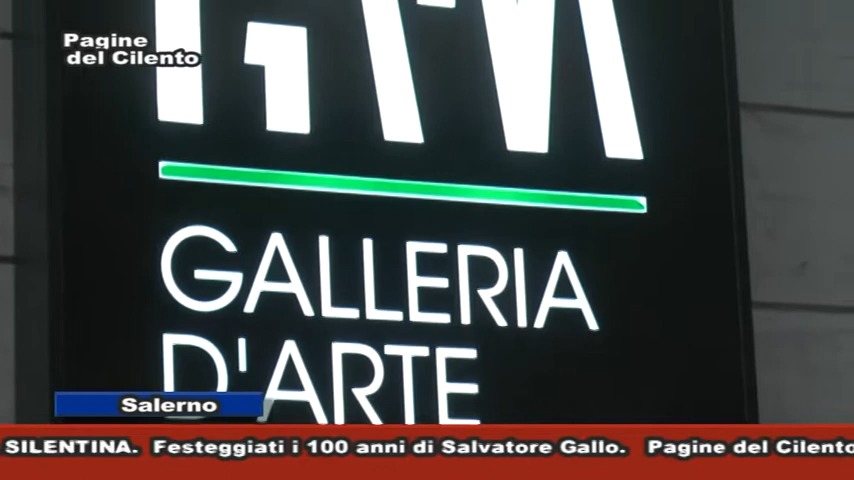 Pagine
del Cilento
GALLERIA
D'ARTE
Salerno
SILENTINA. Festeggiati i 100 anni di Salvatore Gallo. Pagine del Cilento